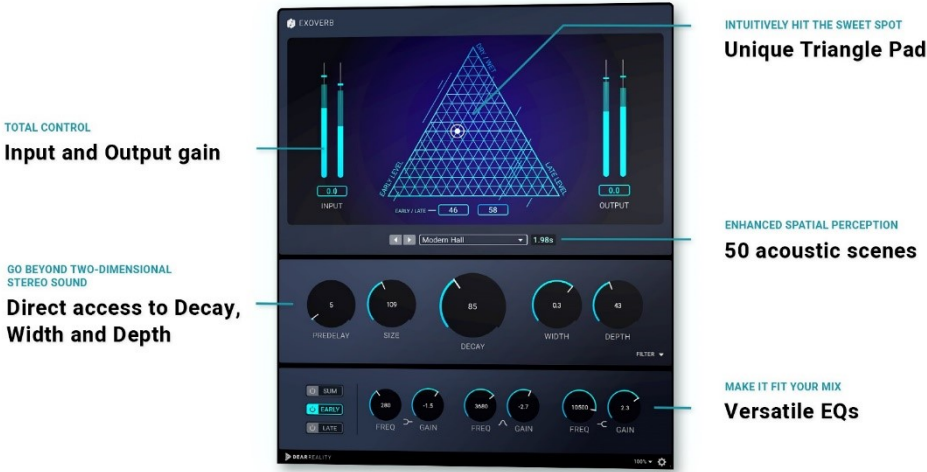 EXOVERB
INTUITIVELY HIT THE SWEET SPOT
Unique Triangle Pad
DRY / WET
TOTAL CONTROL
Input and Output gain
EARLY LEVEL
LATE LEVEL
0.0
INPUT
0.0
OUTPUT
EARLY / LATE
46
58
Modern Hall
1.98s
ENHANCED SPATIAL PERCEPTION
50 acoustic scenes
GO BEYOND TWO-DIMENSIONAL
STEREO SOUND
Direct access to Decay,
Width and Depth
5
PREDELAY
109
SIZE
85
DECAY
0.3
WIDTH
43
DEPTH
FILTER
SUM
EARLY
LATE
280
FREQ
-1.5
GAIN
3680
FREQ
-2.7
GAIN
10500
FREQ
2.3
GAIN
MAKE IT FIT YOUR MIX
Versatile EQs
DEARREALITY
100%